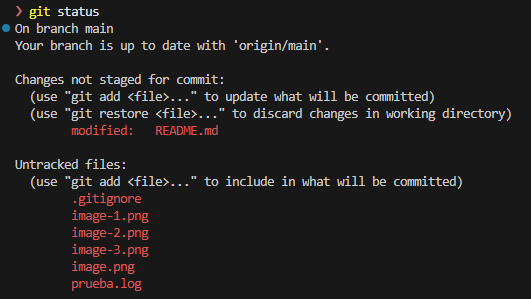 ❯ git status
On branch main
Your branch is up to date with 'origin/main'.

Changes not staged for commit:
  (use "git add <file>..." to update what will be committed)
  (use "git restore <file>..." to discard changes in working directory)
        modified:   README.md

Untracked files:
  (use "git add <file>..." to include in what will be committed)
        .gitignore
        image-1.png
        image-2.png
        image-3.png
        image.png
        prueba.log